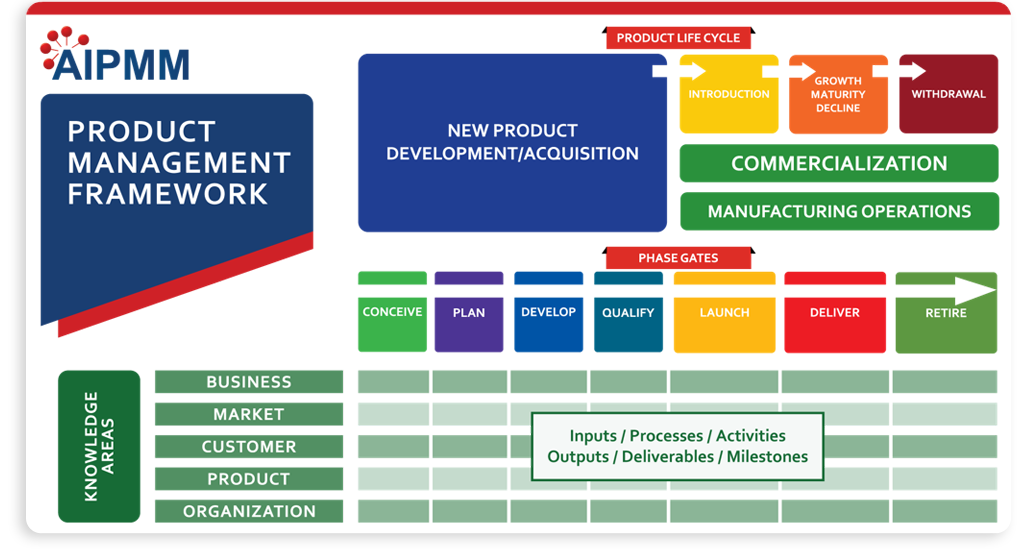 AIPMM
PRODUCT
MANAGEMENT
FRAMEWORK
PRODUCT LIFE CYCLE
NEW PRODUCT
DEVELOPMENT/ACQUISITION
INTRODUCTION
GROWTH
MATURITY
DECLINE
WITHDRAWAL
COMMERCIALIZATION
MANUFACTURING OPERATIONS
PHASE GATES
CONCEIVE
PLAN
DEVELOP
QUALIFY
LAUNCH
DELIVER
RETIRE
KNOWLEDGE
AREAS
BUSINESS
MARKET
CUSTOMER
PRODUCT
ORGANIZATION
Inputs / Processes / Activities
Outputs / Deliverables / Milestones